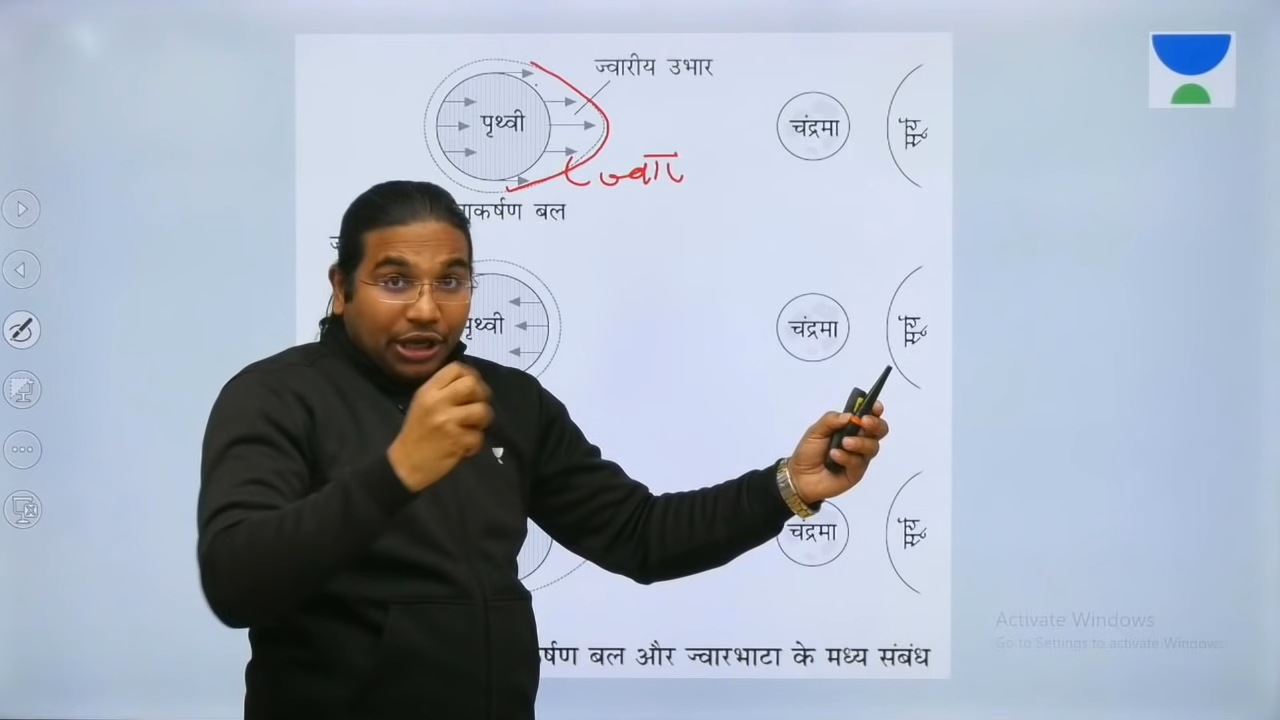 ज्वारीय उभार
पृथ्वी
चंद्रमा
सूर्य
ज्वार
आकर्षण बल
पृथ्वी
चंद्रमा
सूर्य
चंद्रमा
सूर्य
Activate Windows
Go to Settings to activate Windows.
बल और ज्वारभाटा के मध्य संबंध